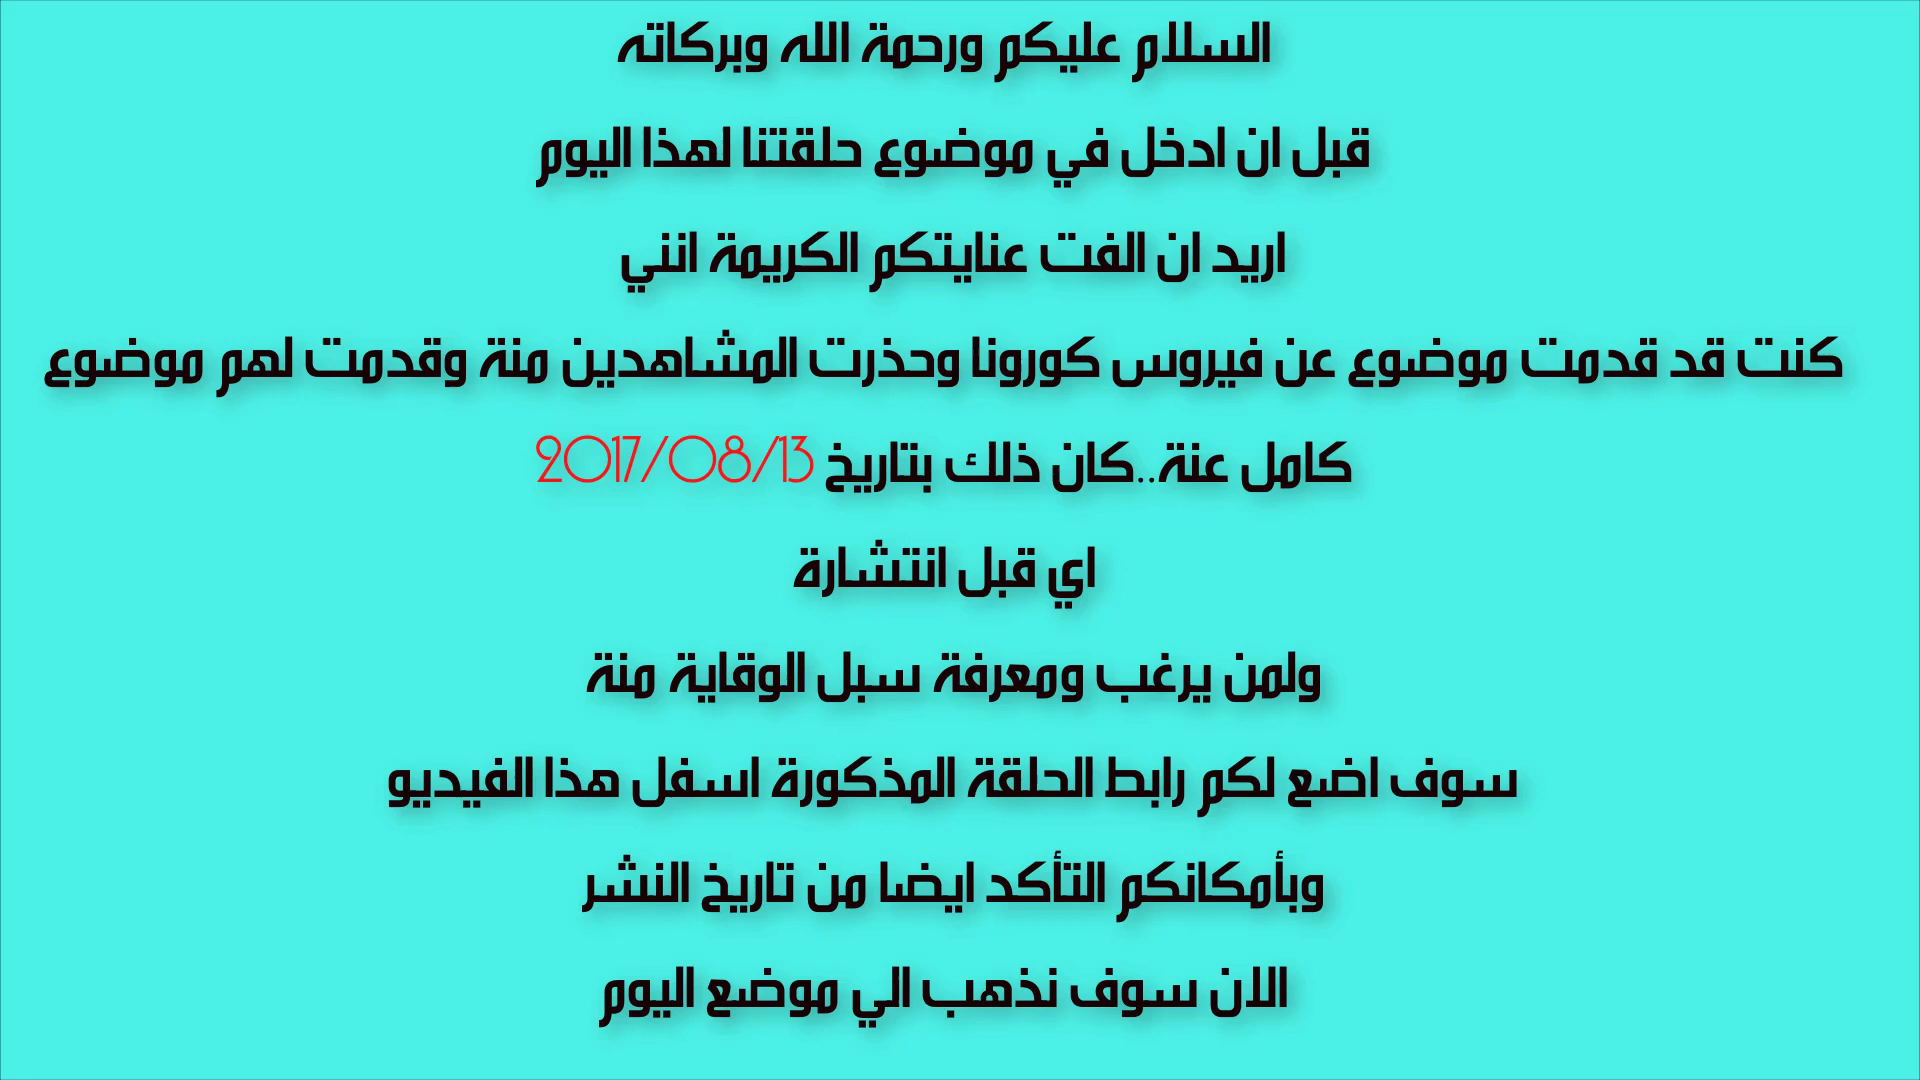 السلام عليكم ورحمة الله وبركاته
قبل ان ادخل في موضوع حلقتنا لهذا اليوم
اريد ان الفت عنايتكم الكريمة انني
كنت قد قدمت موضوع عن فيروس كورونا وحذرت المشاهدين منة وقدمت لهم موضوع
كامل عنة..كان ذلك بتاريخ 2017/08/13
اي قبل انتشارة
ولمن يرغب ومعرفة سبل الوقاية منة
سوف اضع لكم رابط الحلقة المذكورة اسفل هذا الفيديو
وبأمكانكم التأكد ايضا من تاريخ النشر
الان سوف نذهب الي موضع اليوم